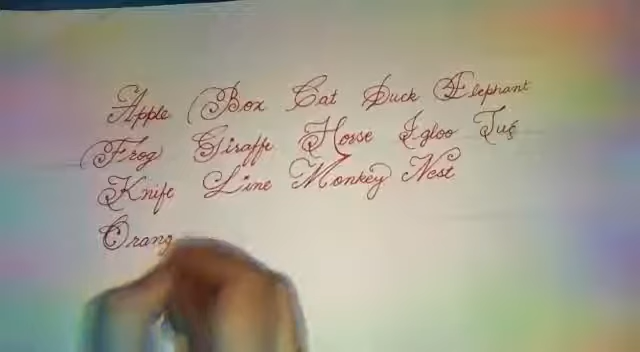 Apple Box Cat Duck Elephant
Frog Giraffe Horse Igloo Jug
Knife Line Monkey Nest
Orang